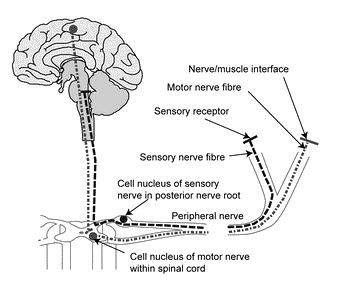 Nerve/muscle interface
Motor nerve fibre
Sensory receptor
Sensory nerve fibre
Cell nucleus of sensory
nerve in posterior nerve root
Peripheral nerve
Cell nucleus of motor nerve
within spinal cord